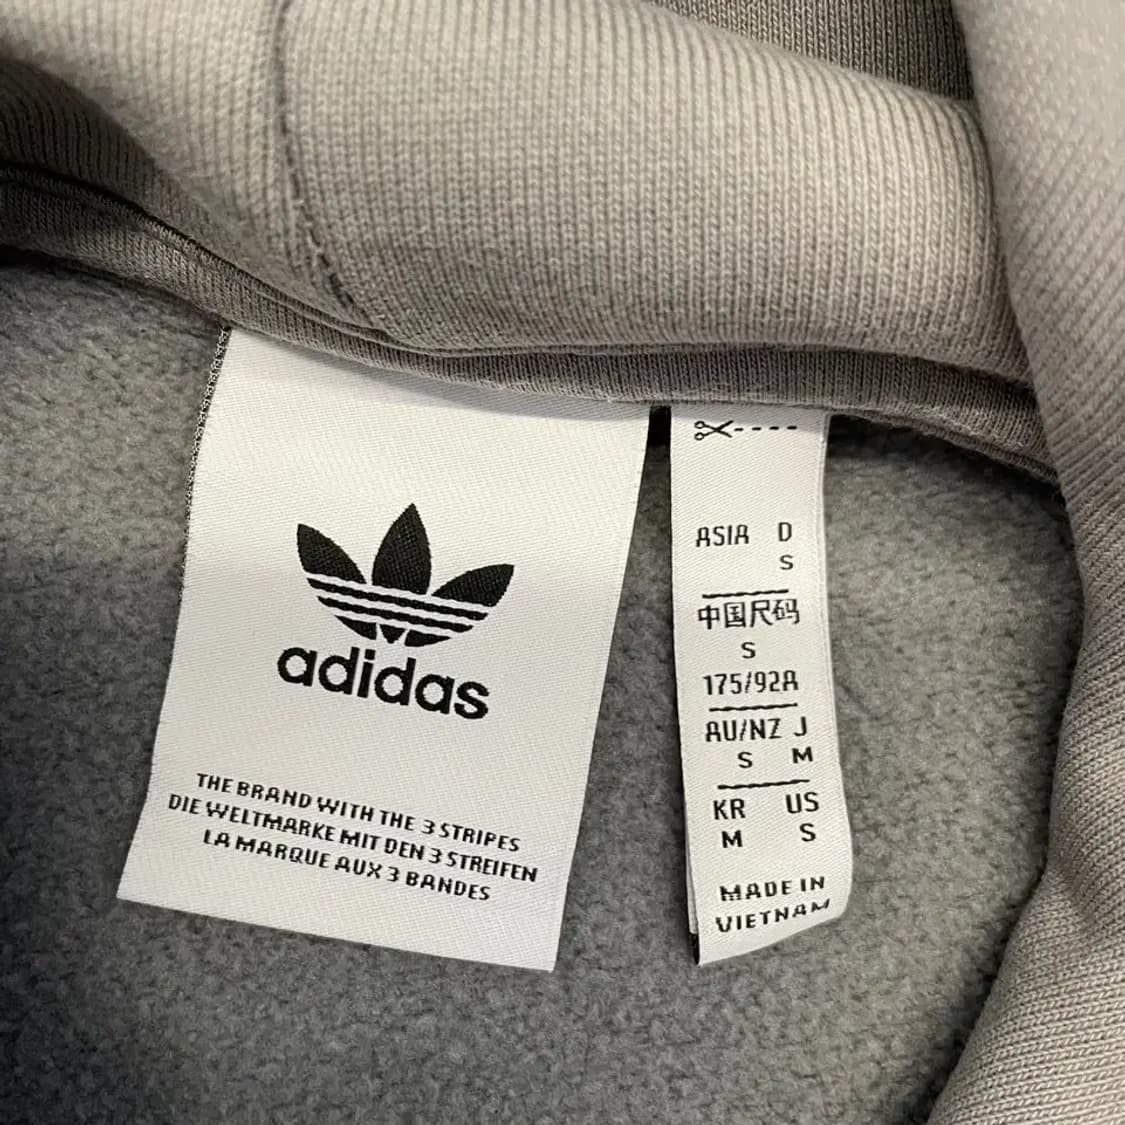 adidas
THE BRAND WITH THE 3 STRIPES
DIE WELTMARKE MIT DEN 3 STREIFEN
LA MARQUE AUX 3 BANDES
ASIA D
S
中国尺码
S
175/92A
AU/NZ J
S M
KR US
M S
MADE IN
VIETNAM